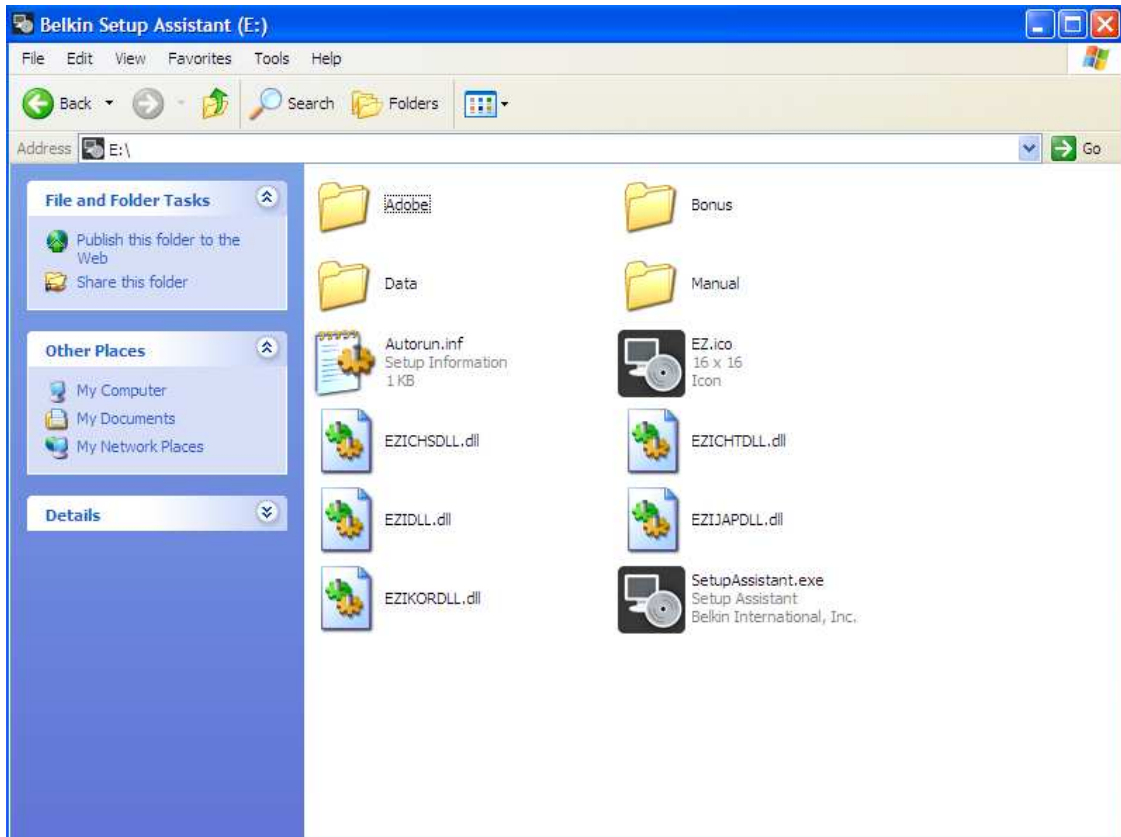 Belkin Setup Assistant (E:)
File Edit View Favorites Tools Help
Back Search Folders
Address E:\ Go
File and Folder Tasks
Publish this folder to the
Web
Share this folder
Other Places
My Computer
My Documents
My Network Places
Details
Adobe
Bonus
Data
Manual
Autorun.inf
Setup Information
1 KB
EZ.ico
16 x 16
Icon
EZICHSDLL.dll
EZICHTDLL.dll
EZIDLL.dll
EZIJAPDLL.dll
EZIKORDLL.dll
SetupAssistant.exe
Setup Assistant
Belkin International, Inc.